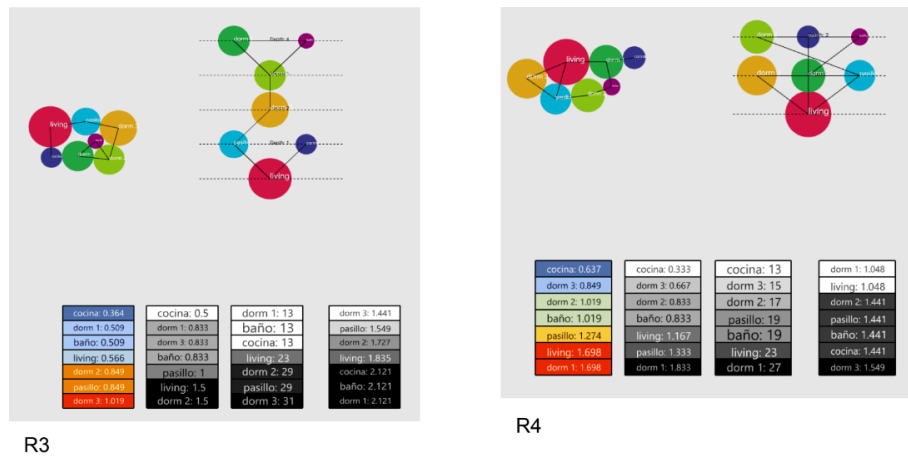 living
living
dorm 2
living
living
cocina: 0.364
dorm 1: 0.509
baño: 0.509
living: 0.566
dorm 2: 0.849
pasillo: 0.849
dorm 3: 1.019
cocina: 0.5
dorm 1: 0.833
dorm 3: 0.833
baño: 0.833
pasillo: 1
living: 1.5
dorm 2: 1.5
dorm 1: 13
baño: 13
cocina: 13
living: 23
dorm 2: 29
pasillo: 29
dorm 3: 31
dorm 3: 1.441
pasillo: 1.549
dorm 2: 1.727
living: 1.835
cocina: 2.121
baño: 2.121
dorm 1: 2.121
cocina: 0.637
dorm 3: 0.849
dorm 2: 1.019
baño: 1.019
pasillo: 1.274
living: 1.698
dorm 1: 1.698
cocina: 0.333
dorm 3: 0.667
dorm 2: 0.833
baño: 0.833
living: 1.167
pasillo: 1.333
dorm 1: 1.833
cocina: 13
dorm 3: 15
dorm 2: 17
pasillo: 19
baño: 19
living: 23
dorm 1: 27
dorm 1: 1.048
living: 1.048
dorm 2: 1.441
pasillo: 1.441
baño: 1.441
cocina: 1.441
dorm 3: 1.549
R3
R4